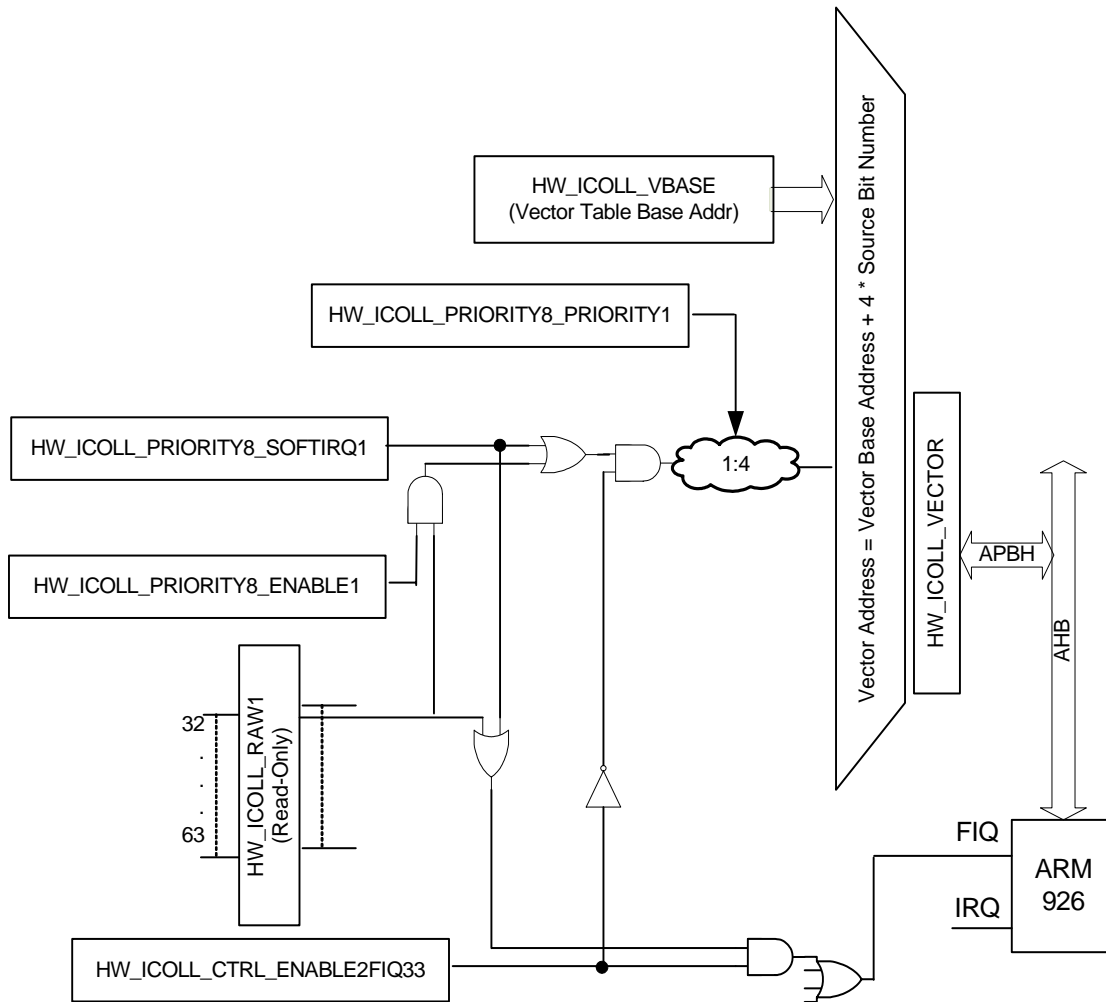 HW_ICOLL_VBASE
(Vector Table Base Addr)
HW_ICOLL_PRIORITY8_PRIORITY1
Vector Address = Vector Base Address + 4 * Source Bit Number
HW_ICOLL_PRIORITY8_SOFTIRQ1
1:4
HW_ICOLL_VECTOR
APBH
AHB
HW_ICOLL_PRIORITY8_ENABLE1
32
.
.
.
63
HW_ICOLL_RAW1
(Read-Only)
FIQ
IRQ
ARM
926
HW_ICOLL_CTRL_ENABLE2FIQ33